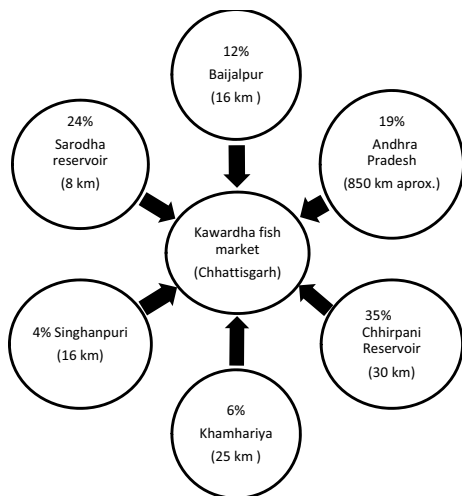 12%
Baijalpur
(16 km )
24%
Sarodha
reservoir
(8 km)
19%
Andhra
Pradesh
(850 km aprox.)
Kawardha fish
market
(Chhattisgarh)
4% Singhanpuri
(16 km)
35%
Chhirpani
Reservoir
(30 km)
6%
Khamhariya
(25 km )